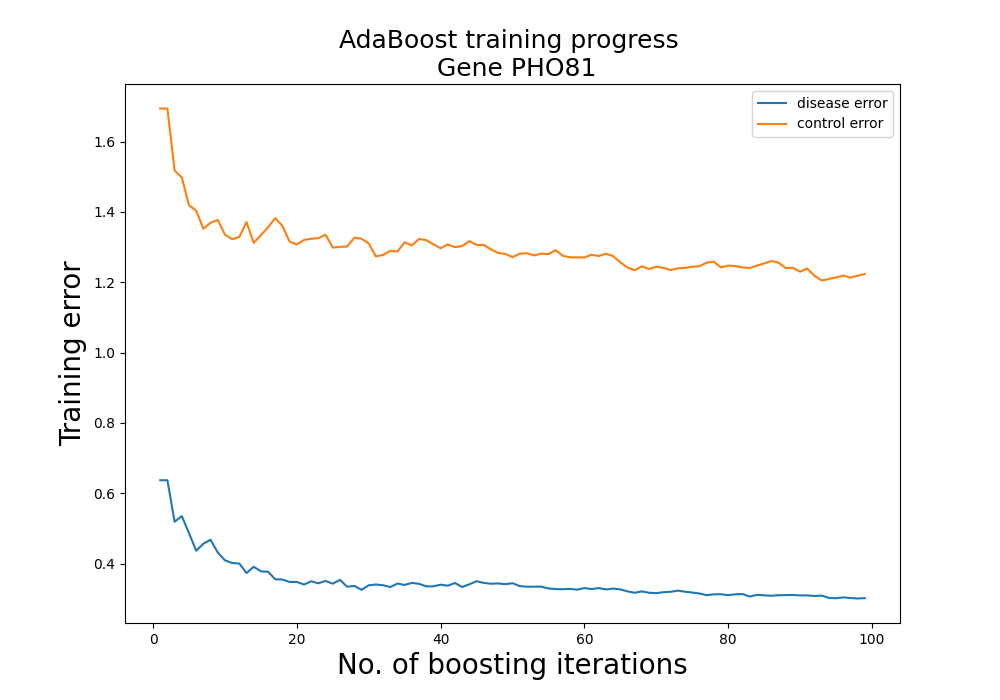 AdaBoost training progress
Gene PHO81
disease error
control error
1.6
1.4
1.2
1.0
0.8
0.6
0.4
Training error
0
20
40
60
80
100
No. of boosting iterations